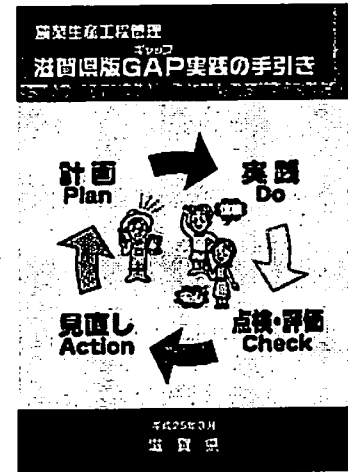 農業生産工程管理
ギャップ
滋賀県版GAP実践の手引き
計画
Plan
実践
Do
見直し
Action
点検・評価
Check
平成25年3月
滋賀県